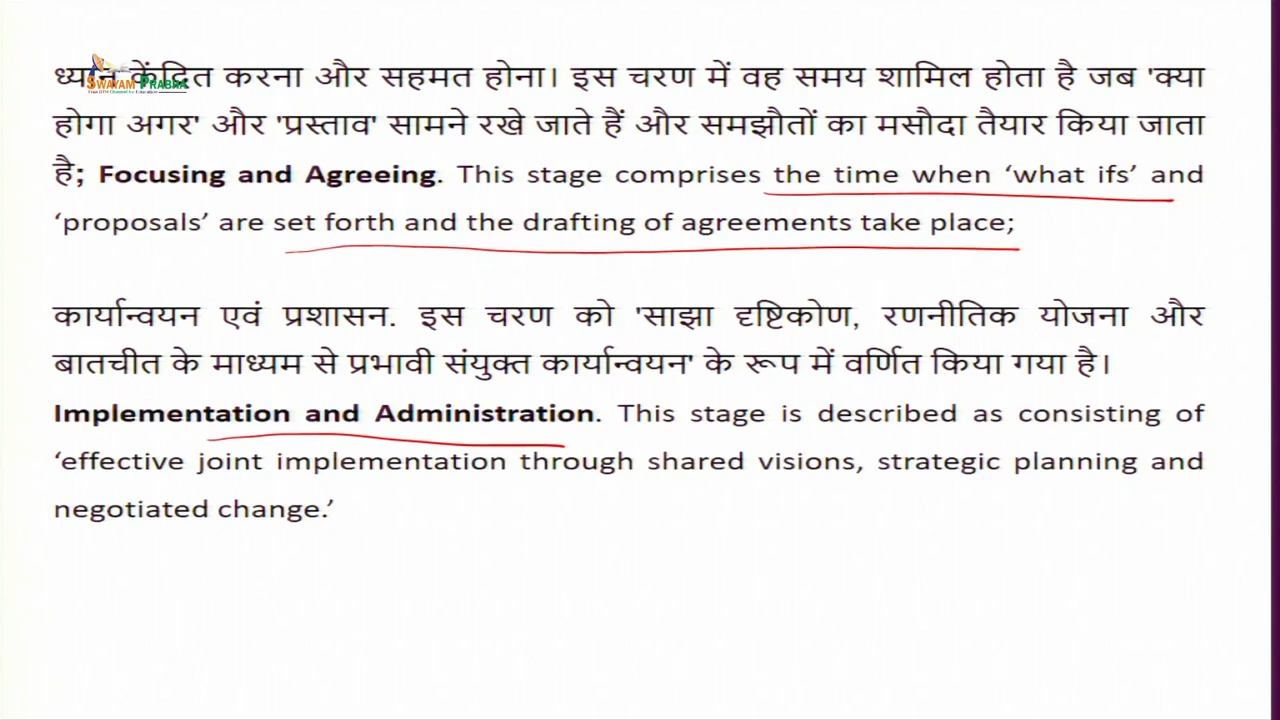 ध्यान केंद्रित करना और सहमत होना। इस चरण में वह समय शामिल होता है जब 'क्या
SWAYAM PRABHA
होगा अगर' और 'प्रस्ताव' सामने रखे जाते हैं और समझौतों का मसौदा तैयार किया जाता
है; Focusing and Agreeing. This stage comprises the time when ‘what ifs’ and
‘proposals’ are set forth and the drafting of agreements take place;
कार्यान्वयन एवं प्रशासन. इस चरण को 'साझा दृष्टिकोण, रणनीतिक योजना और
बातचीत के माध्यम से प्रभावी संयुक्त कार्यान्वयन' के रूप में वर्णित किया गया है।
Implementation and Administration. This stage is described as consisting of
‘effective joint implementation through shared visions, strategic planning and
negotiated change.’